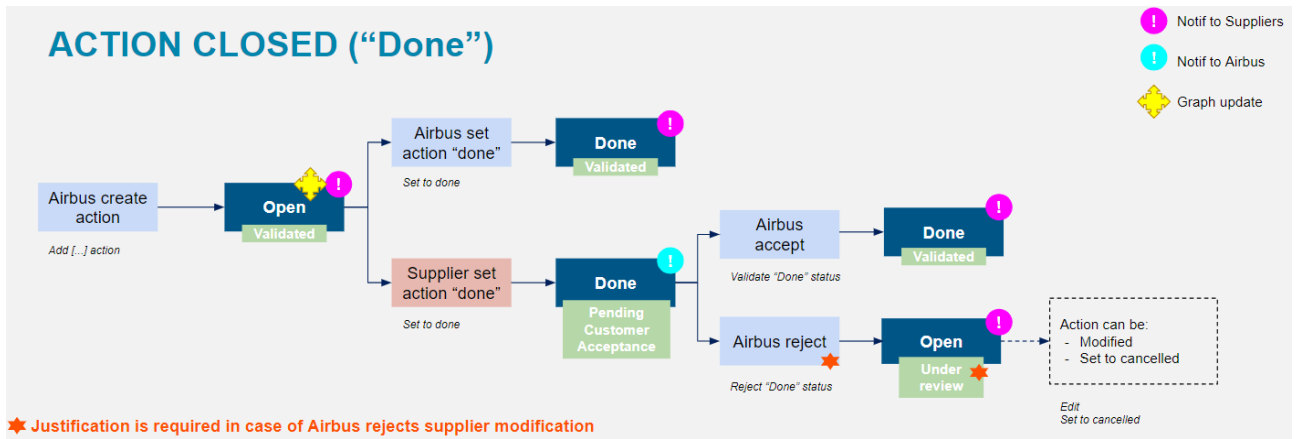 ACTION CLOSED (“Done”)
! Notif to Suppliers
! Notif to Airbus
Graph update
Airbus create
action
Add [...] action
!
Open
Validated
Airbus set
action “done”
Set to done
!
Done
Validated
Supplier set
action “done”
Set to done
!
Done
Pending
Customer
Acceptance
Airbus
accept
Validate “Done” status
!
Done
Validated
Airbus reject
Reject “Done” status
!
Open
Under
review
Action can be:
- Modified
- Set to cancelled
Edit
Set to cancelled
Justification is required in case of Airbus rejects supplier modification